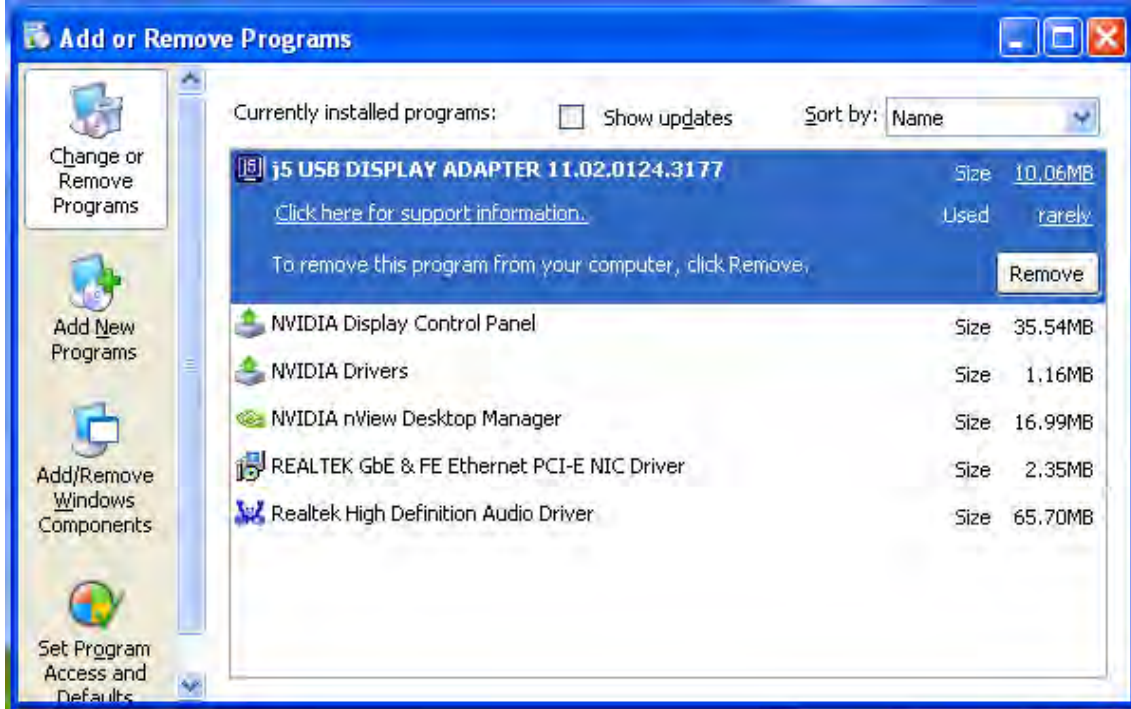 Add or Remove Programs
Change or
Remove
Programs
Add New
Programs
Add/Remove
Windows
Components
Set Program
Access and
Defaults
Currently installed programs:
Show updates
Sort by:
Name
j5 USB DISPLAY ADAPTER 11.02.0124.3177
Size 10.06MB
Click here for support information.
Used rarely
To remove this program from your computer, click Remove.
Remove
NVIDIA Display Control Panel
Size 35.54MB
NVIDIA Drivers
Size 1.16MB
NVIDIA nView Desktop Manager
Size 16.99MB
REALTEK GbE & FE Ethernet PCI-E NIC Driver
Size 2.35MB
Realtek High Definition Audio Driver
Size 65.70MB